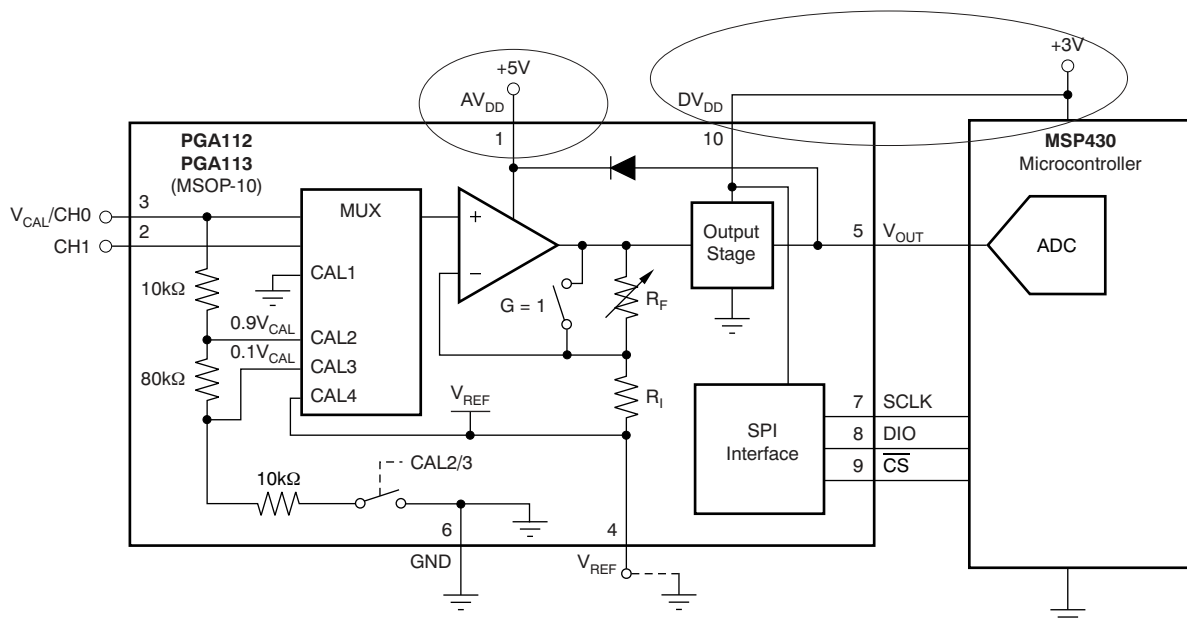 +5V
+3V
AV_DD
DV_DD
1
10
PGA112
PGA113
(MSOP-10)
MSP430
Microcontroller
3
V_CAL/CH0
2
CH1
MUX
+
−
Output
Stage
5
V_OUT
ADC
CAL1
10kΩ
G = 1
R_F
0.9V_CAL
CAL2
0.1V_CAL
CAL3
80kΩ
CAL4
V_REF
R_I
SPI
Interface
7
SCLK
8
DIO
9
C̅S̅
CAL2/3
10kΩ
6
GND
4
V_REF